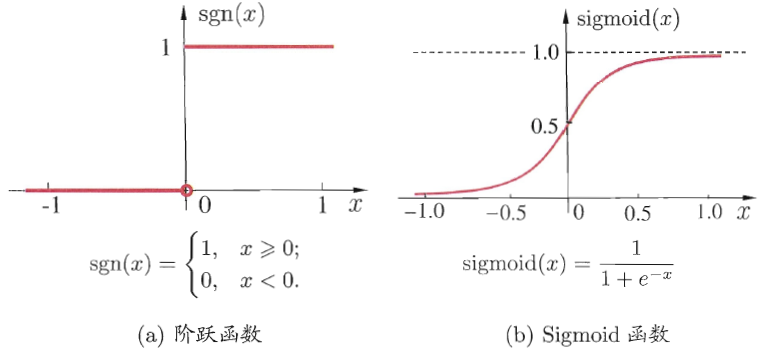 sgn(x)
1
-1
0
1
x
sgn(x) = { 1, x ⩾ 0;
0, x < 0.
(a) 阶跃函数
sigmoid(x)
1.0
0.5
-1.0
-0.5
0
0.5
1.0
x
sigmoid(x) = 1 / (1 + e^{-x})
(b) Sigmoid 函数